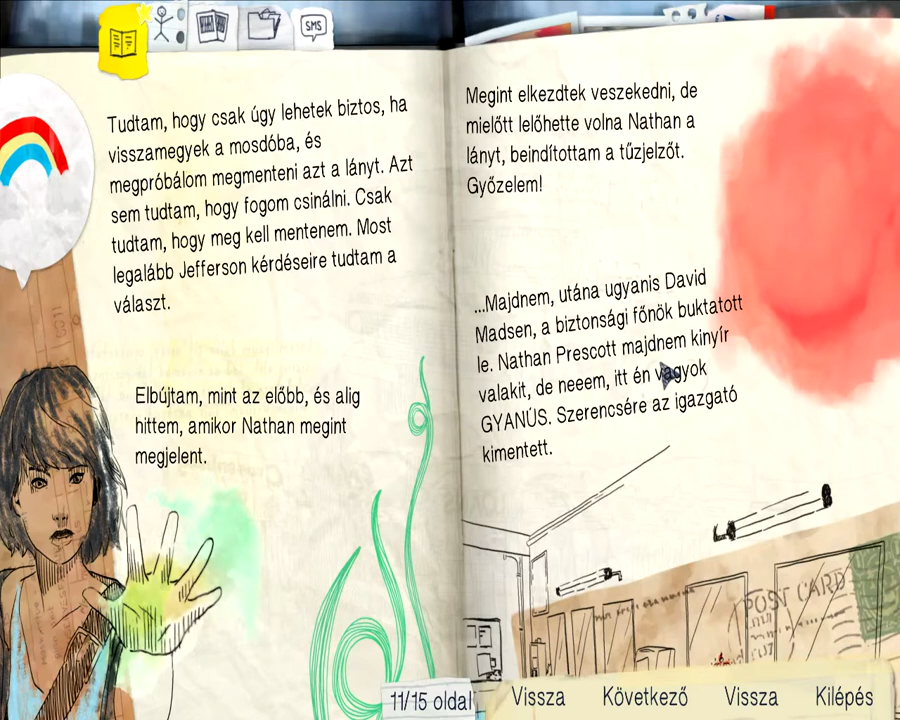 SMS
Tudtam, hogy csak úgy lehetek biztos, ha
visszamegyek a mosdóba, és
megpróbálom megmenteni azt a lányt. Azt
sem tudtam, hogy fogom csinálni. Csak
tudtam, hogy meg kell mentenem. Most
legalább Jefferson kérdéseire tudtam a
választ.
Elbújtam, mint az előbb, és alig
hittem, amikor Nathan megint
megjelent.
Megint elkezdtek veszekedni, de
mielőtt lelőhette volna Nathan a
lányt, beindítottam a tűzjelzőt.
Győzelem!
...Majdnem, utána ugyanis David
Madsen, a biztonsági főnök buktatott
le. Nathan Prescott majdnem kinyír
valakit, de neeem, itt én vagyok
GYANÚS. Szerencsére az igazgató
kimentett.
POST CARD
11/15 oldal
Vissza Következő Vissza Kilépés